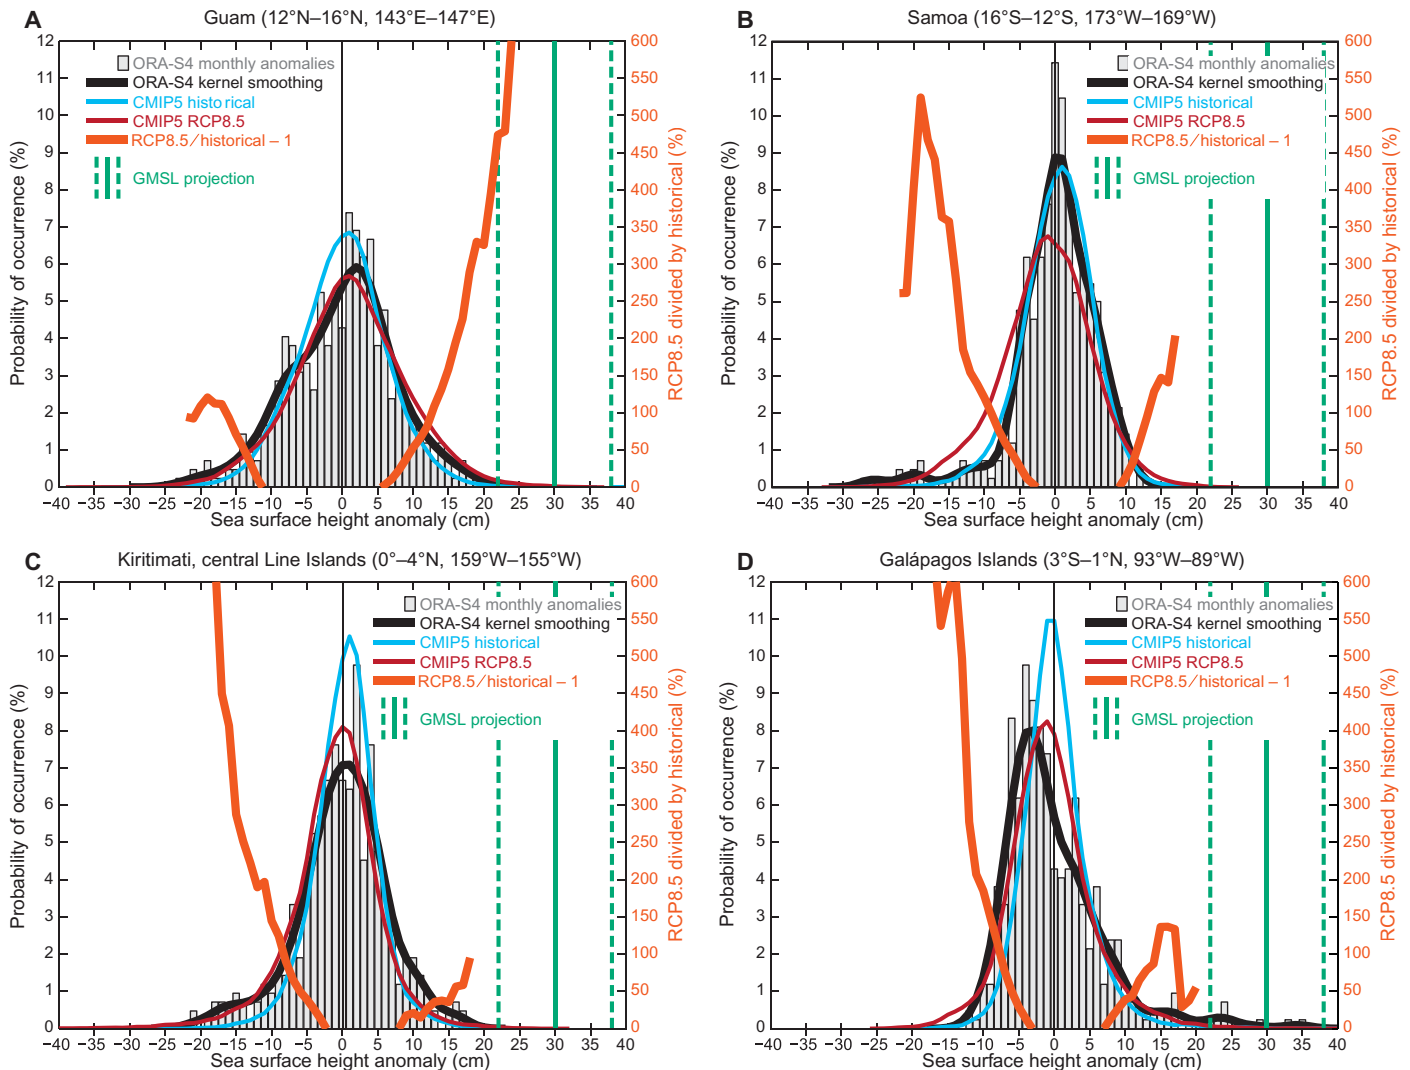 A
Guam (12°N–16°N, 143°E–147°E)
12
11
10
9
8
7
6
5
4
3
2
1
0
Probability of occurrence (%)
ORA-S4 monthly anomalies
ORA-S4 kernel smoothing
CMIP5 historical
CMIP5 RCP8.5
RCP8.5/historical – 1
GMSL projection
600
550
500
450
400
350
300
250
200
150
100
50
0
RCP8.5 divided by historical (%)
−40 −35 −30 −25 −20 −15 −10 −5 0 5 10 15 20 25 30 35 40
Sea surface height anomaly (cm)
B
Samoa (16°S–12°S, 173°W–169°W)
12
11
10
9
8
7
6
5
4
3
2
1
0
Probability of occurrence (%)
ORA-S4 monthly anomalies
ORA-S4 kernel smoothing
CMIP5 historical
CMIP5 RCP8.5
RCP8.5/historical – 1
GMSL projection
600
550
500
450
400
350
300
250
200
150
100
50
0
RCP8.5 divided by historical (%)
−40 −35 −30 −25 −20 −15 −10 −5 0 5 10 15 20 25 30 35 40
Sea surface height anomaly (cm)
C
Kiritimati, central Line Islands (0°–4°N, 159°W–155°W)
12
11
10
9
8
7
6
5
4
3
2
1
0
Probability of occurrence (%)
ORA-S4 monthly anomalies
ORA-S4 kernel smoothing
CMIP5 historical
CMIP5 RCP8.5
RCP8.5/historical – 1
GMSL projection
600
550
500
450
400
350
300
250
200
150
100
50
0
RCP8.5 divided by historical (%)
−40 −35 −30 −25 −20 −15 −10 −5 0 5 10 15 20 25 30 35 40
Sea surface height anomaly (cm)
D
Galápagos Islands (3°S–1°N, 93°W–89°W)
12
11
10
9
8
7
6
5
4
3
2
1
0
Probability of occurrence (%)
ORA-S4 monthly anomalies
ORA-S4 kernel smoothing
CMIP5 historical
CMIP5 RCP8.5
RCP8.5/historical – 1
GMSL projection
600
550
500
450
400
350
300
250
200
150
100
50
0
RCP8.5 divided by historical (%)
−40 −35 −30 −25 −20 −15 −10 −5 0 5 10 15 20 25 30 35 40
Sea surface height anomaly (cm)